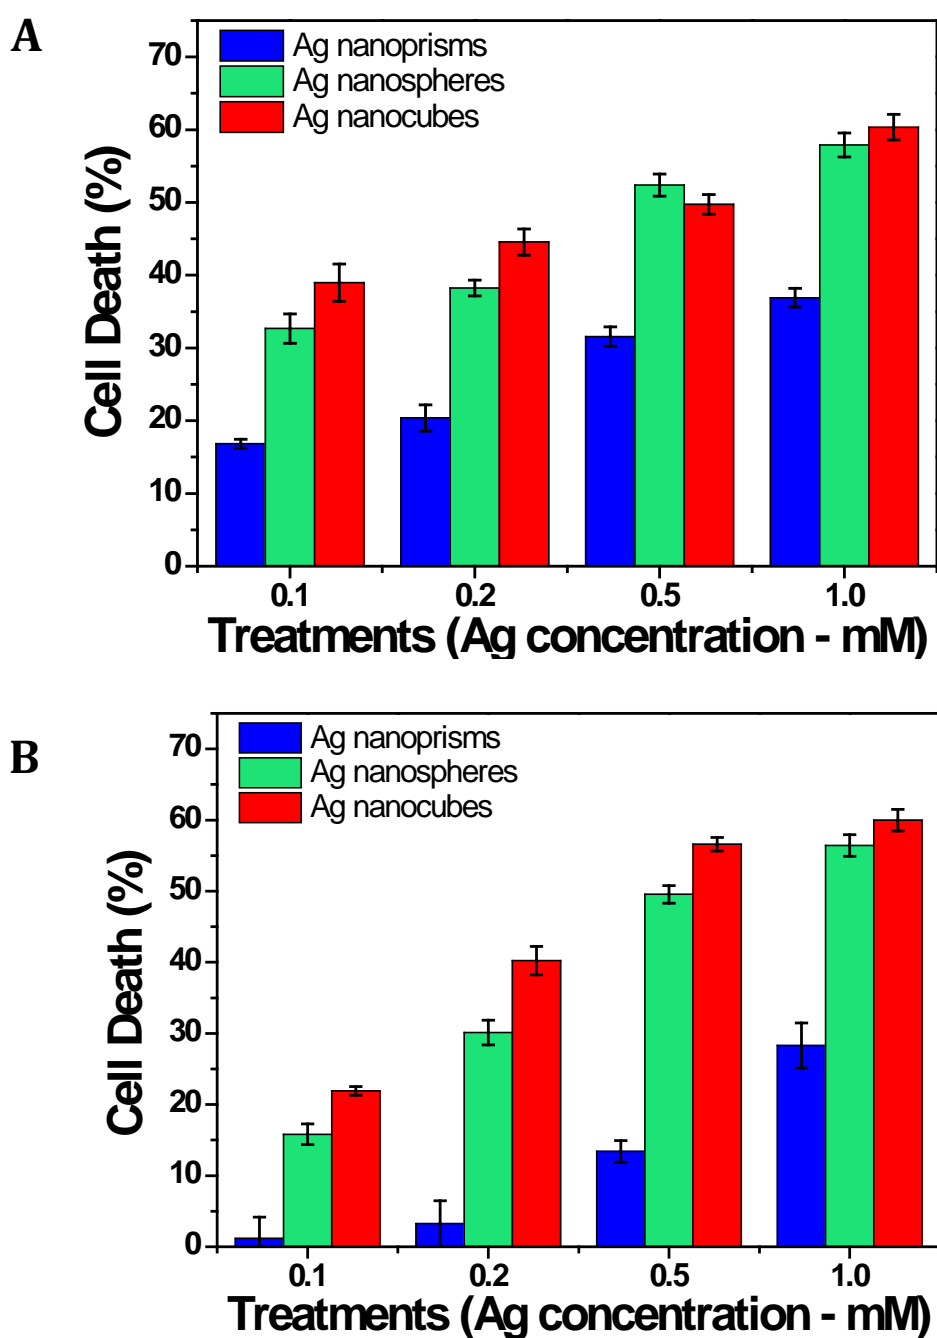 A
Ag nanoprisms
Ag nanospheres
Ag nanocubes
Cell Death (%)
70
60
50
40
30
20
10
0
0.1 0.2 0.5 1.0
Treatments (Ag concentration - mM)
B
Ag nanoprisms
Ag nanospheres
Ag nanocubes
Cell Death (%)
70
60
50
40
30
20
10
0
0.1 0.2 0.5 1.0
Treatments (Ag concentration - mM)